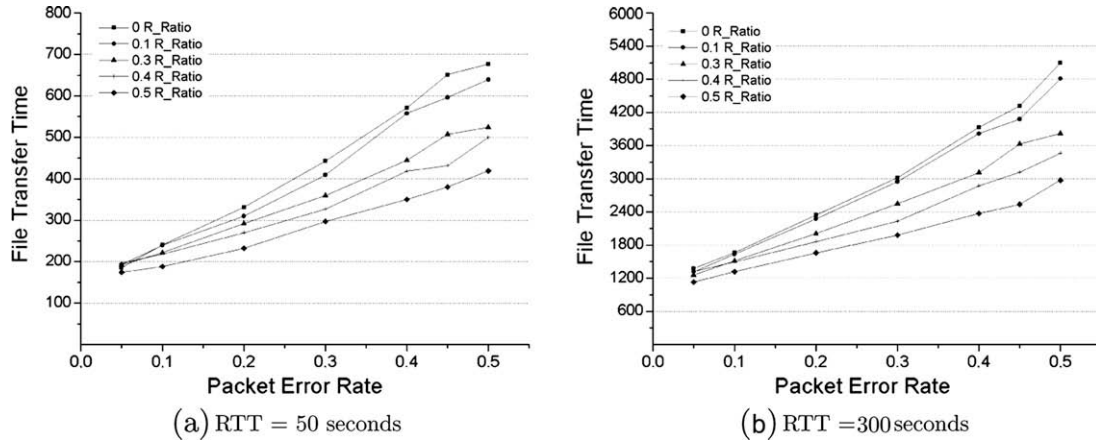 800
700
600
500
400
300
200
100
File Transfer Time
0 R_Ratio
0.1 R_Ratio
0.3 R_Ratio
0.4 R_Ratio
0.5 R_Ratio
0.0 0.1 0.2 0.3 0.4 0.5
Packet Error Rate
(a) RTT = 50 seconds
6000
5400
4800
4200
3600
3000
2400
1800
1200
600
File Transfer Time
0 R_Ratio
0.1 R_Ratio
0.3 R_Ratio
0.4 R_Ratio
0.5 R_Ratio
0.0 0.1 0.2 0.3 0.4 0.5
Packet Error Rate
(b) RTT =300 seconds